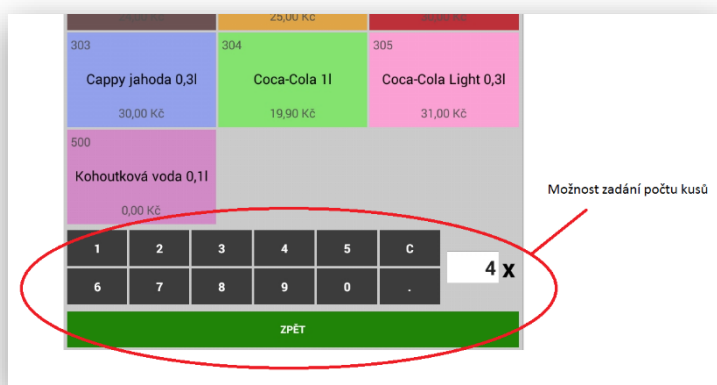 25,00 Kč
303
304
305
Cappy jahoda 0,3l
Coca-Cola 1l
Coca-Cola Light 0,3l
30,00 Kč
19,90 Kč
31,00 Kč
500
Kohoutková voda 0,1l
0,00 Kč
Možnost zadání počtu kusů
1 2 3 4 5 C
4 x
6 7 8 9 0 .
ZPĚT